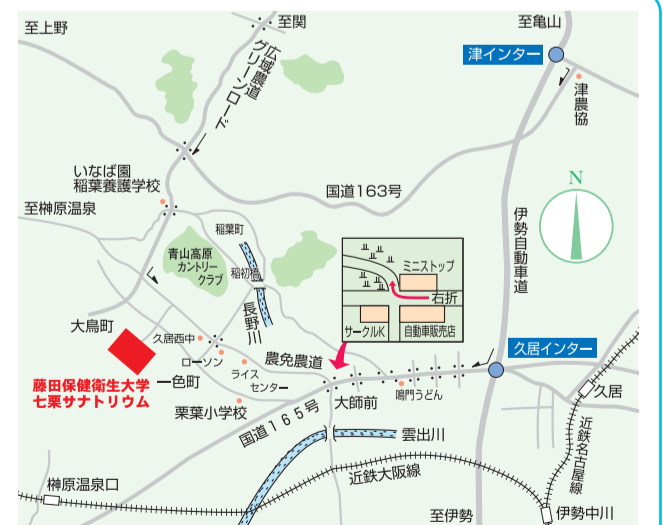 至上野
至関
至亀山
津インター
広域農道
グリーンロード
津農協
いなば園
稲葉養護学校
国道163号
N
至榊原温泉
稲葉町
伊勢自動車道
青山高原
カントリー
クラブ
稲初橋
ミニストップ
右折
長野川
サークルK
自動車販売店
大鳥町
久居西中
久居インター
ローソン
農免農道
藤田保健衛生大学
七栗サナトリウム
一色町
ライス
センター
大師前
鳴門うどん
久居
栗葉小学校
国道165号
近鉄名古屋線
雲出川
近鉄大阪線
榊原温泉口
至伊勢
伊勢中川